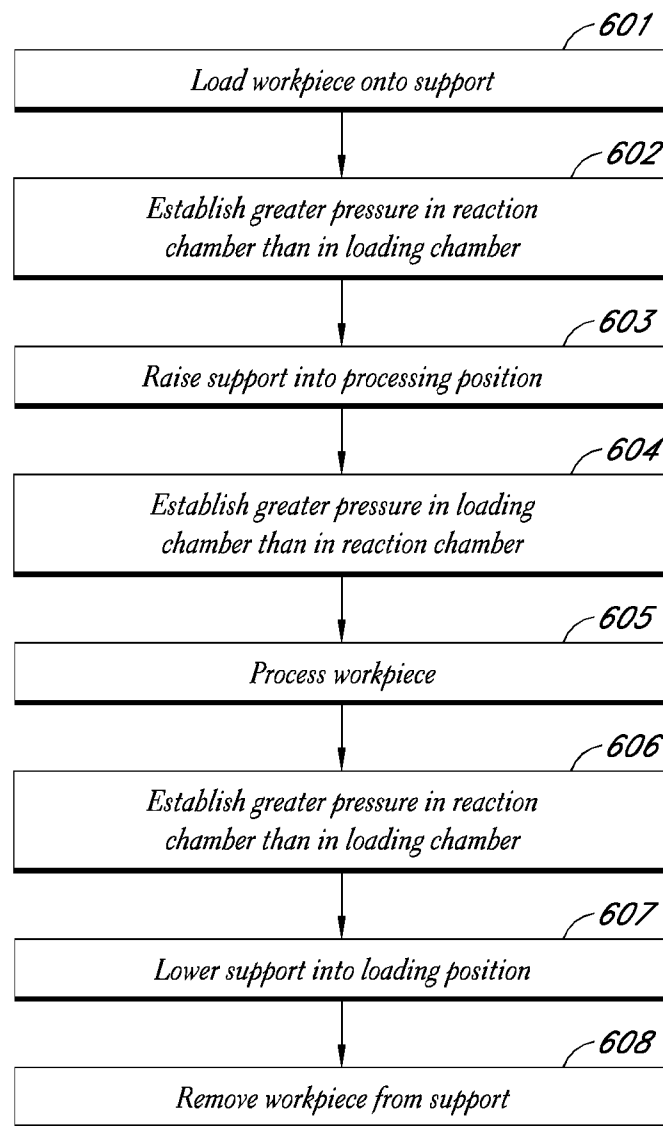 601
Load workpiece onto support
602
Establish greater pressure in reaction
chamber than in loading chamber
603
Raise support into processing position
604
Establish greater pressure in loading
chamber than in reaction chamber
605
Process workpiece
606
Establish greater pressure in reaction
chamber than in loading chamber
607
Lower support into loading position
608
Remove workpiece from support